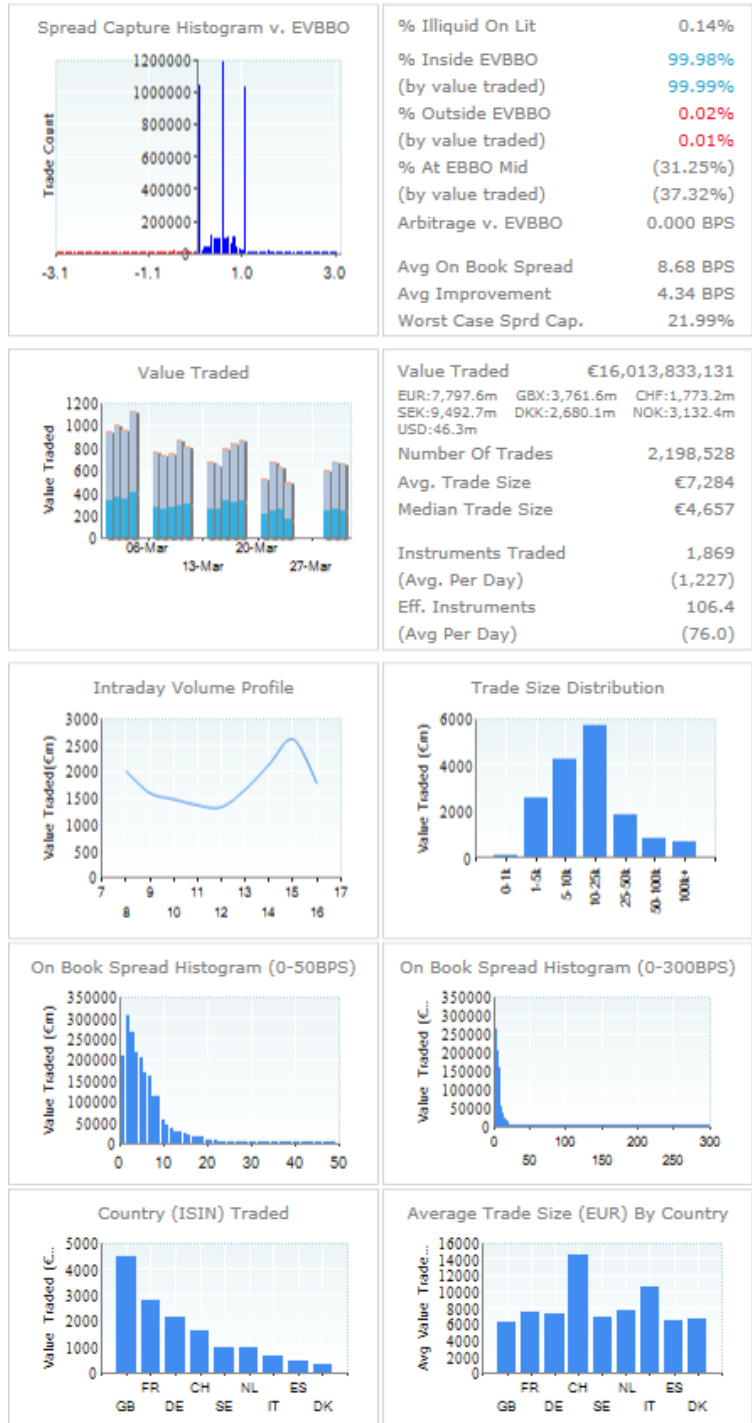 Spread Capture Histogram v. EVBBO
1200000
1000000
800000
600000
400000
200000
0
Trade Count
-3.1 -1.1 1.0 3.0
% Illiquid On Lit 0.14%
% Inside EVBBO 99.98%
(by value traded) 99.99%
% Outside EVBBO 0.02%
(by value traded) 0.01%
% At EBBO Mid (31.25%)
(by value traded) (37.32%)
Arbitrage v. EVBBO 0.000 BPS
Avg On Book Spread 8.68 BPS
Avg Improvement 4.34 BPS
Worst Case Sprd Cap. 21.99%
Value Traded
1200
1000
800
600
400
200
0
Value Traded
06-Mar 20-Mar
13-Mar 27-Mar
Value Traded €16,013,833,131
EUR:7,797.6m GBX:3,761.6m CHF:1,773.2m
SEK:9,492.7m DKK:2,680.1m NOK:3,132.4m
USD:46.3m
Number Of Trades 2,198,528
Avg. Trade Size €7,284
Median Trade Size €4,657
Instruments Traded 1,869
(Avg. Per Day) (1,227)
Eff. Instruments 106.4
(Avg Per Day) (76.0)
Intraday Volume Profile
3000
2500
2000
1500
1000
500
0
Value Traded(€m)
7 9 11 13 15 17
8 10 12 14 16
Trade Size Distribution
6000
4000
2000
0
Value Traded (€m)
0-1k 1-5k 5-10k 10-25k 25-50k 50-100k 100k+
On Book Spread Histogram (0-50BPS)
350000
300000
250000
200000
150000
100000
50000
0
Value Traded (€m)
0 10 20 30 40 50
On Book Spread Histogram (0-300BPS)
350000
300000
250000
200000
150000
100000
50000
0
Value Traded (€...
0 100 200 300
50 150 250
Country (ISIN) Traded
5000
4000
3000
2000
1000
0
Value Traded (€...
FR CH NL ES
GB DE SE IT DK
Average Trade Size (EUR) By Country
16000
14000
12000
10000
8000
6000
4000
2000
0
Avg Value Trade...
FR CH NL ES
GB DE SE IT DK